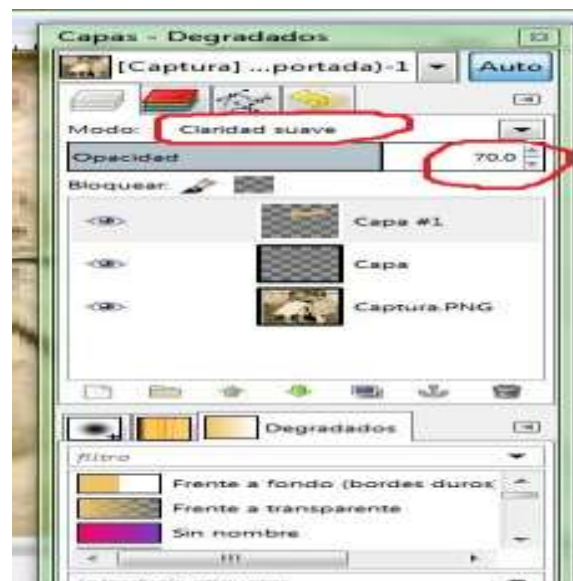 Capas - Degradados
[Captura] ...portada)-1 Auto
Modo: Claridad suave
Opacidad 70.0
Bloquear:
Capa #1
Capa
Captura.PNG
Degradados
filtro
Frente a fondo (bordes duros
Frente a transparente
Sin nombre